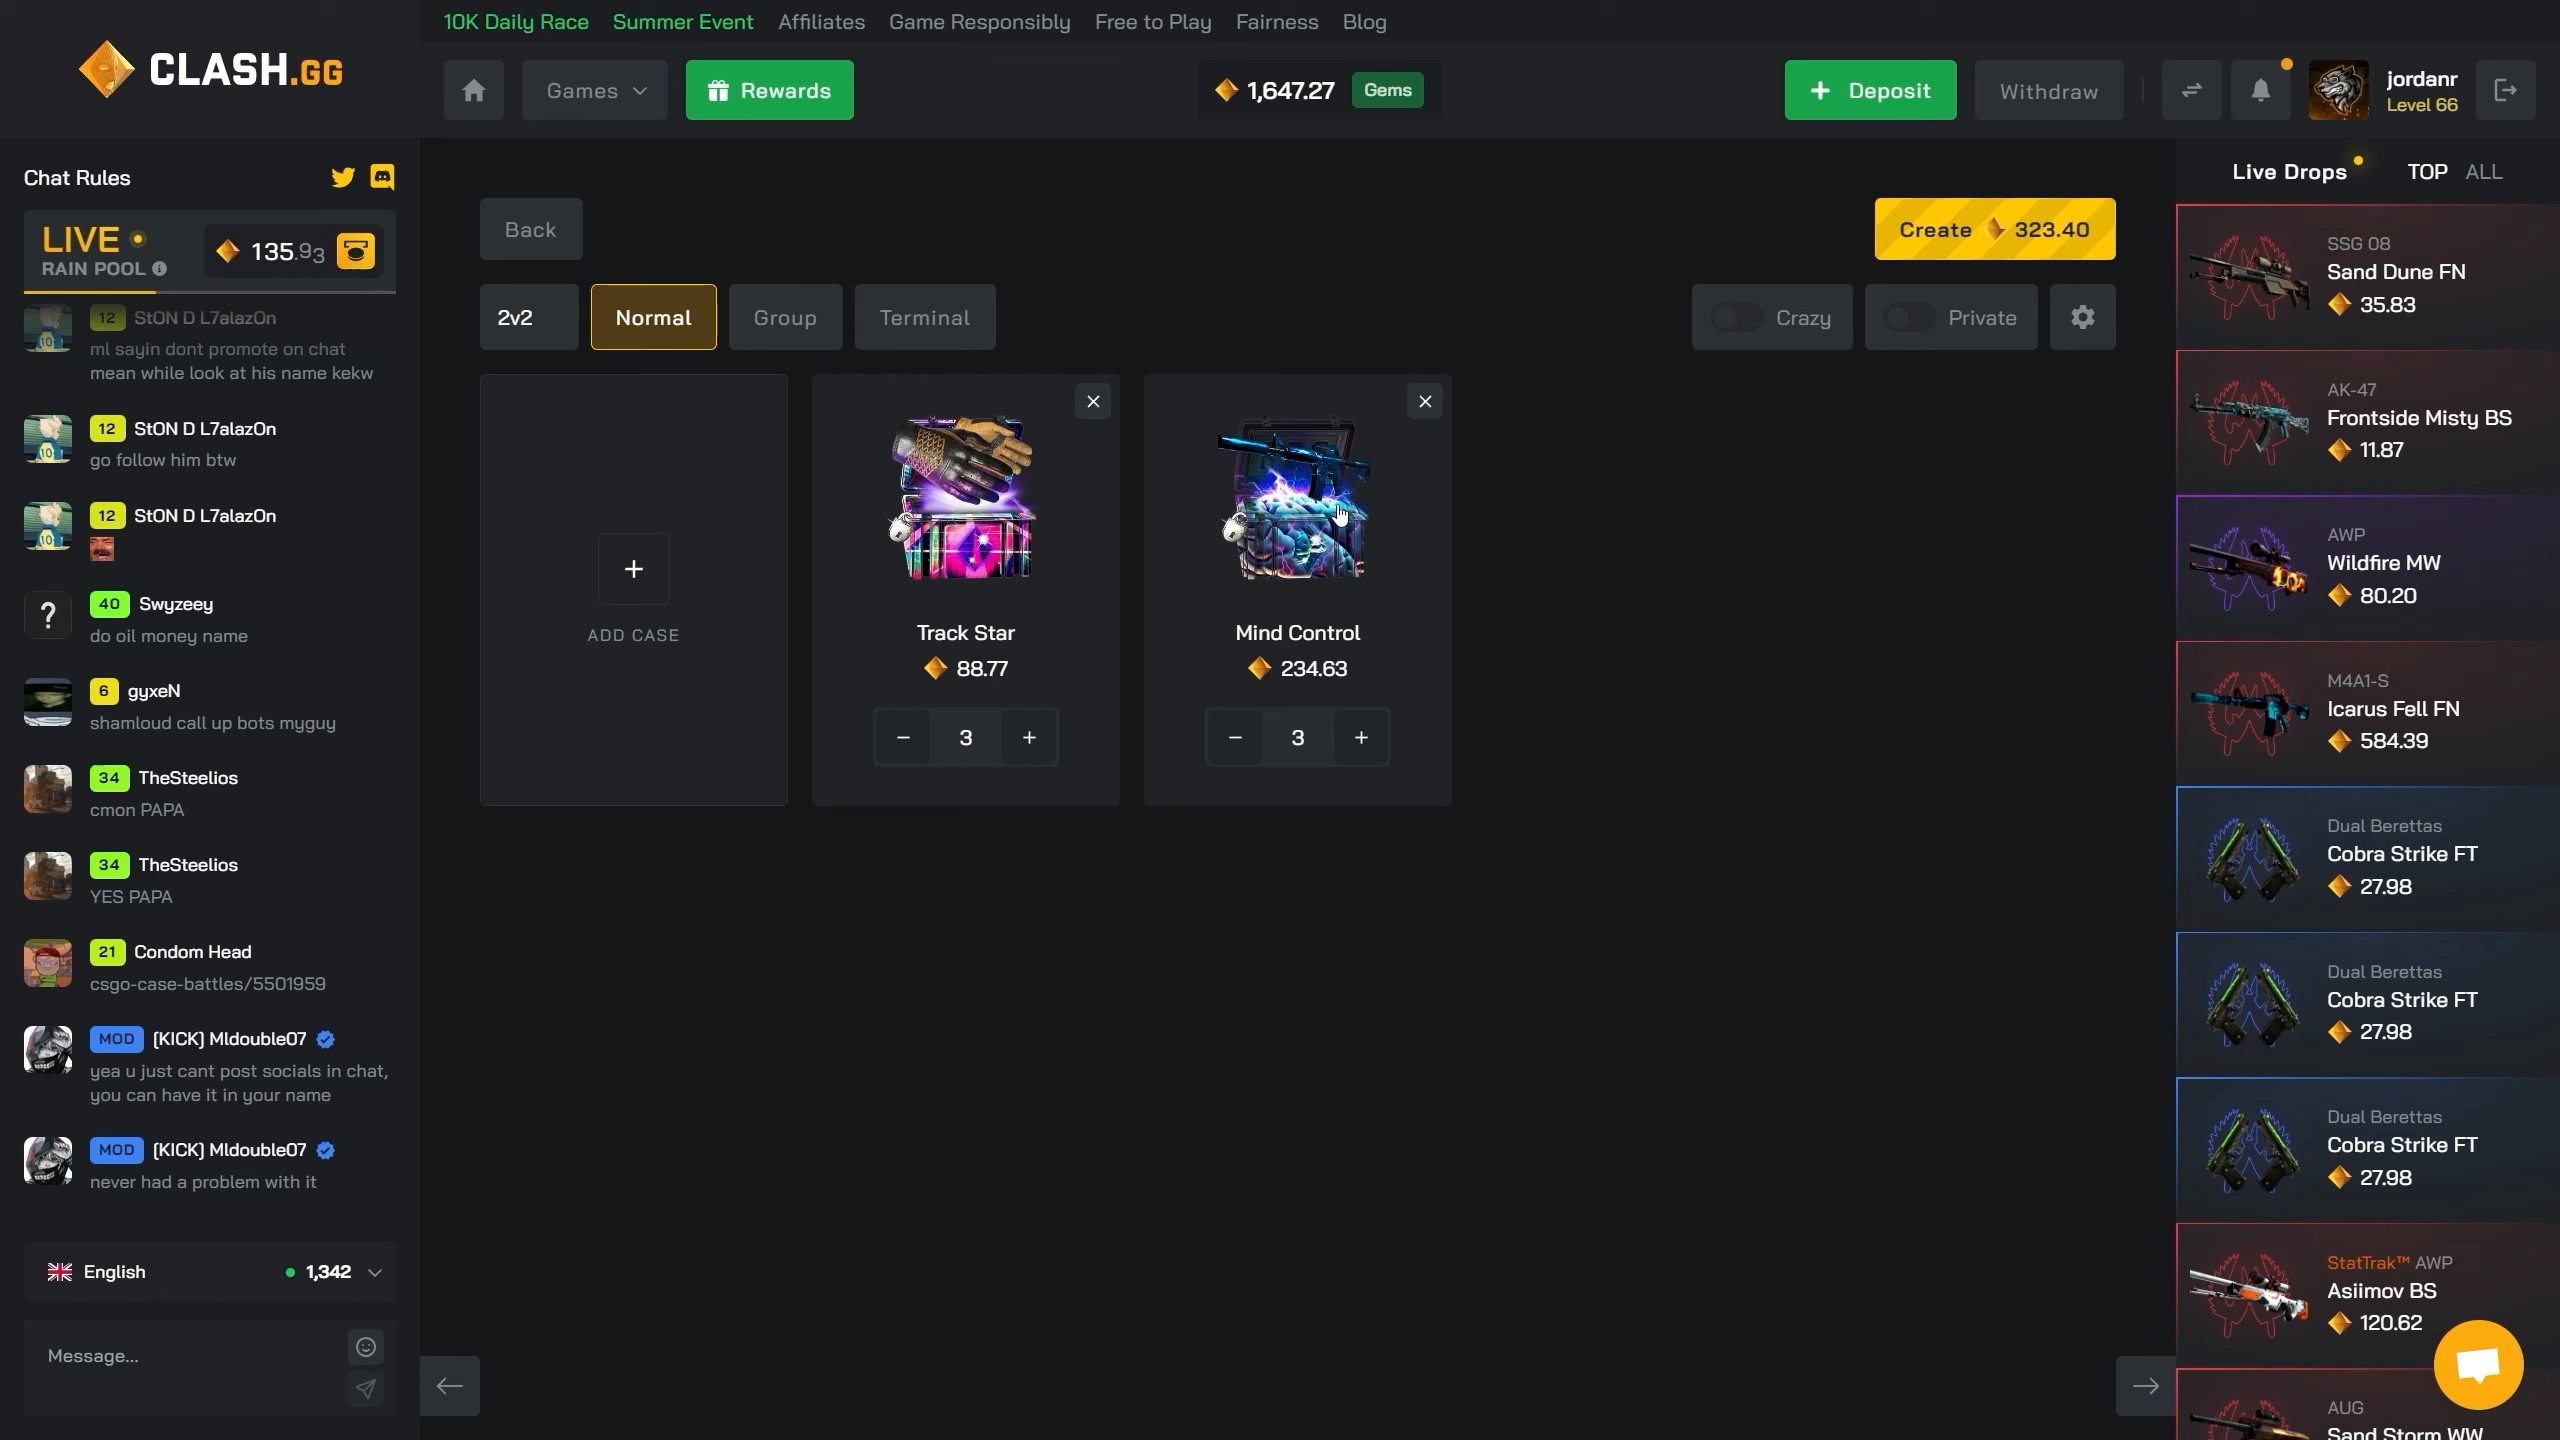 10K Daily Race Summer Event Affiliates Game Responsibly Free to Play Fairness Blog
CLASH.GG
Games
Rewards
1,647.27 Gems
Deposit
Withdraw
jordanr
Level 66
Chat Rules
LIVE
RAIN POOL
135.93
12 StON D L7alazOn
ml sayin dont promote on chat
mean while look at his name kekw
12 StON D L7alazOn
go follow him btw
12 StON D L7alazOn
40 Swyzeey
do oil money name
6 gyxeN
shamloud call up bots myguy
34 TheSteelios
cmon PAPA
34 TheSteelios
YES PAPA
21 Condom Head
csgo-case-battles/5501959
MOD [KICK] Mldouble07
yea u just cant post socials in chat,
you can have it in your name
MOD [KICK] Mldouble07
never had a problem with it
English 1,342
Message...
Back
Create 323.40
2v2 Normal Group Terminal
Crazy Private
ADD CASE
Track Star
88.77
3
Mind Control
234.63
3
Live Drops TOP ALL
SSG 08
Sand Dune FN
35.83
AK-47
Frontside Misty BS
11.87
AWP
Wildfire MW
80.20
M4A1-S
Icarus Fell FN
584.39
Dual Berettas
Cobra Strike FT
27.98
Dual Berettas
Cobra Strike FT
27.98
Dual Berettas
Cobra Strike FT
27.98
StatTrak™ AWP
Asiimov BS
120.62
AUG
Sand Storm WW